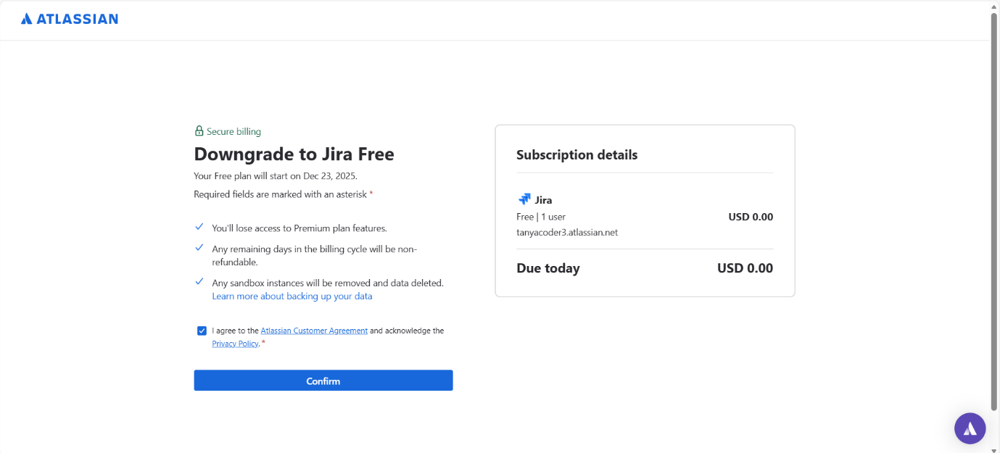 ATLASSIAN
Secure billing
Downgrade to Jira Free
Your Free plan will start on Dec 23, 2025.
Required fields are marked with an asterisk *
You'll lose access to Premium plan features.
Any remaining days in the billing cycle will be non-
refundable.
Any sandbox instances will be removed and data deleted.
Learn more about backing up your data
I agree to the Atlassian Customer Agreement and acknowledge the
Privacy Policy. *
Confirm
Subscription details
Jira
Free | 1 user USD 0.00
tanyacoder3.atlassian.net
Due today USD 0.00